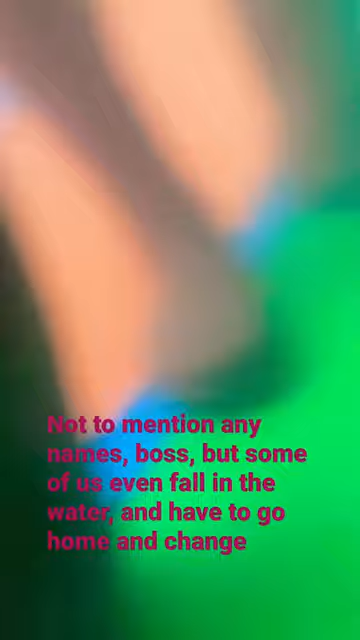 Not to mention any
names, boss, but some
of us even fall in the
water, and have to go
home and change